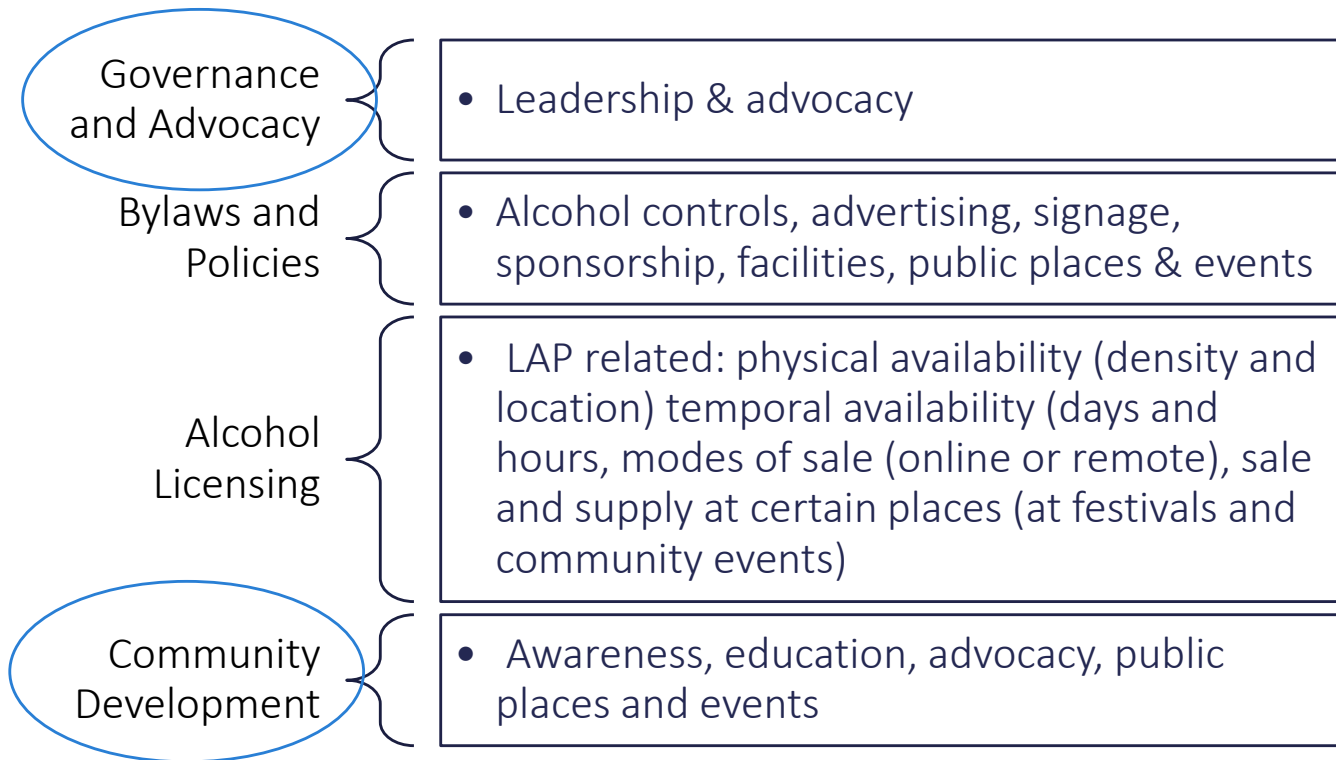 Governance
and Advocacy
• Leadership & advocacy
Bylaws and
Policies
• Alcohol controls, advertising, signage,
sponsorship, facilities, public places & events
Alcohol
Licensing
• LAP related: physical availability (density and
location) temporal availability (days and
hours, modes of sale (online or remote), sale
and supply at certain places (at festivals and
community events)
Community
Development
• Awareness, education, advocacy, public
places and events